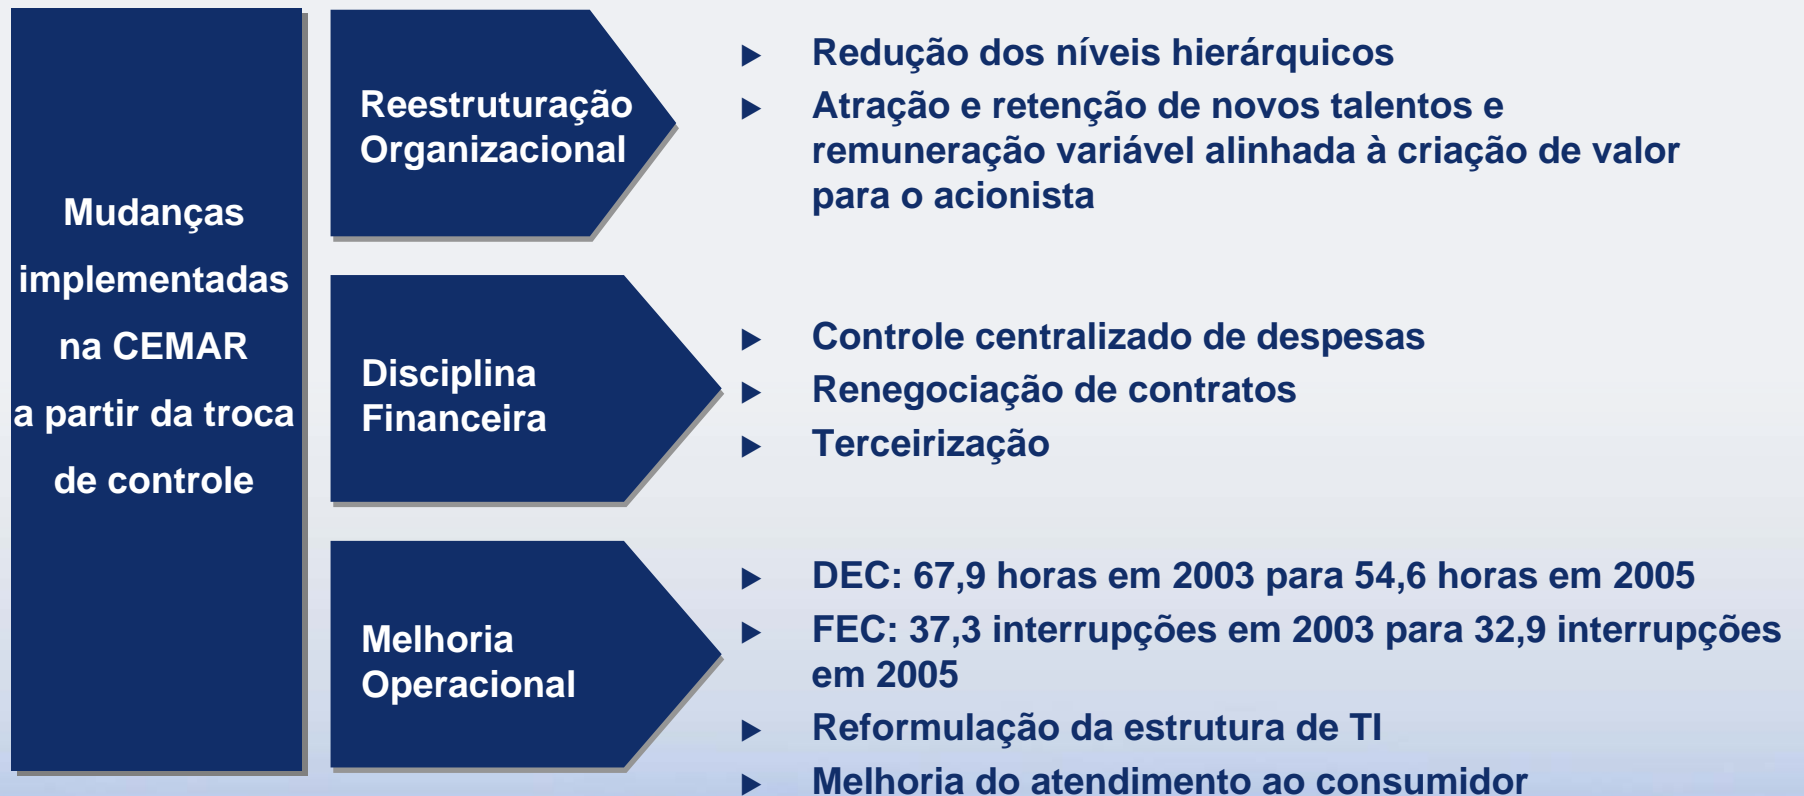 Mudanças
implementadas
na CEMAR
a partir da troca
de controle
Reestruturação
Organizacional
Redução dos níveis hierárquicos
Atração e retenção de novos talentos e
remuneração variável alinhada à criação de valor
para o acionista
Disciplina
Financeira
Controle centralizado de despesas
Renegociação de contratos
Terceirização
Melhoria
Operacional
DEC: 67,9 horas em 2003 para 54,6 horas em 2005
FEC: 37,3 interrupções em 2003 para 32,9 interrupções
em 2005
Reformulação da estrutura de TI
Melhoria do atendimento ao consumidor